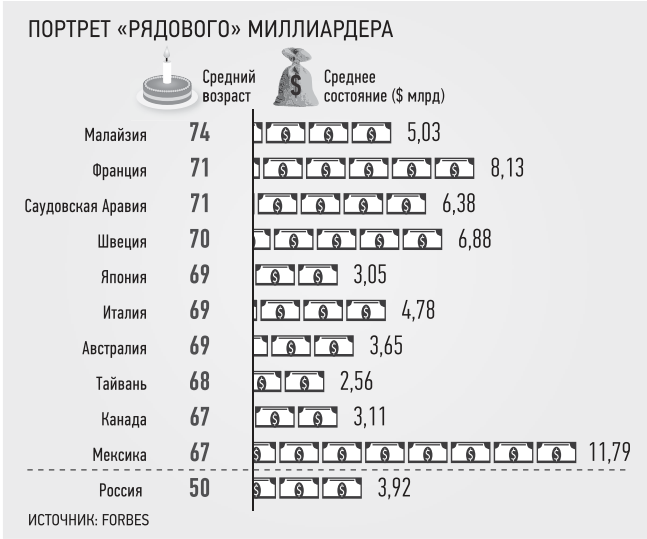 ПОРТРЕТ «РЯДОВОГО» МИЛЛИАРДЕРА
Средний
возраст
Среднее
состояние ($ млрд)
Малайзия 74 5,03
Франция 71 8,13
Саудовская Аравия 71 6,38
Швеция 70 6,88
Япония 69 3,05
Италия 69 4,78
Австралия 69 3,65
Тайвань 68 2,56
Канада 67 3,11
Мексика 67 11,79
Россия 50 3,92
ИСТОЧНИК: FORBES